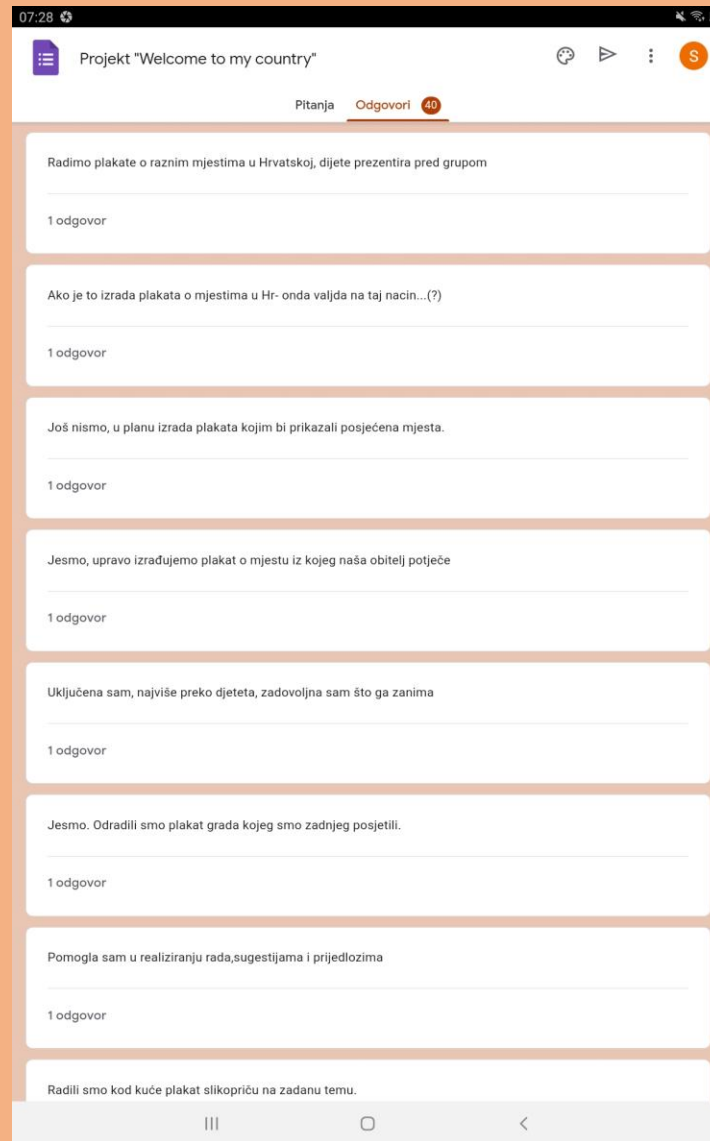 07:28
Projekt "Welcome to my country"
S
Pitanja Odgovori 40
Radimo plakate o raznim mjestima u Hrvatskoj, dijete prezentira pred grupom
1 odgovor
Ako je to izrada plakata o mjestima u Hr- onda valjda na taj nacin...(?)
1 odgovor
Još nismo, u planu izrada plakata kojim bi prikazali posjećena mjesta.
1 odgovor
Jesmo, upravo izrađujemo plakat o mjestu iz kojeg naša obitelj potječe
1 odgovor
Uključena sam, najviše preko djeteta, zadovoljna sam što ga zanima
1 odgovor
Jesmo. Odradili smo plakat grada kojeg smo zadnjeg posjetili.
1 odgovor
Pomogla sam u realiziranju rada,sugestijama i prijedlozima
1 odgovor
Radili smo kod kuće plakat slikopriču na zadanu temu.